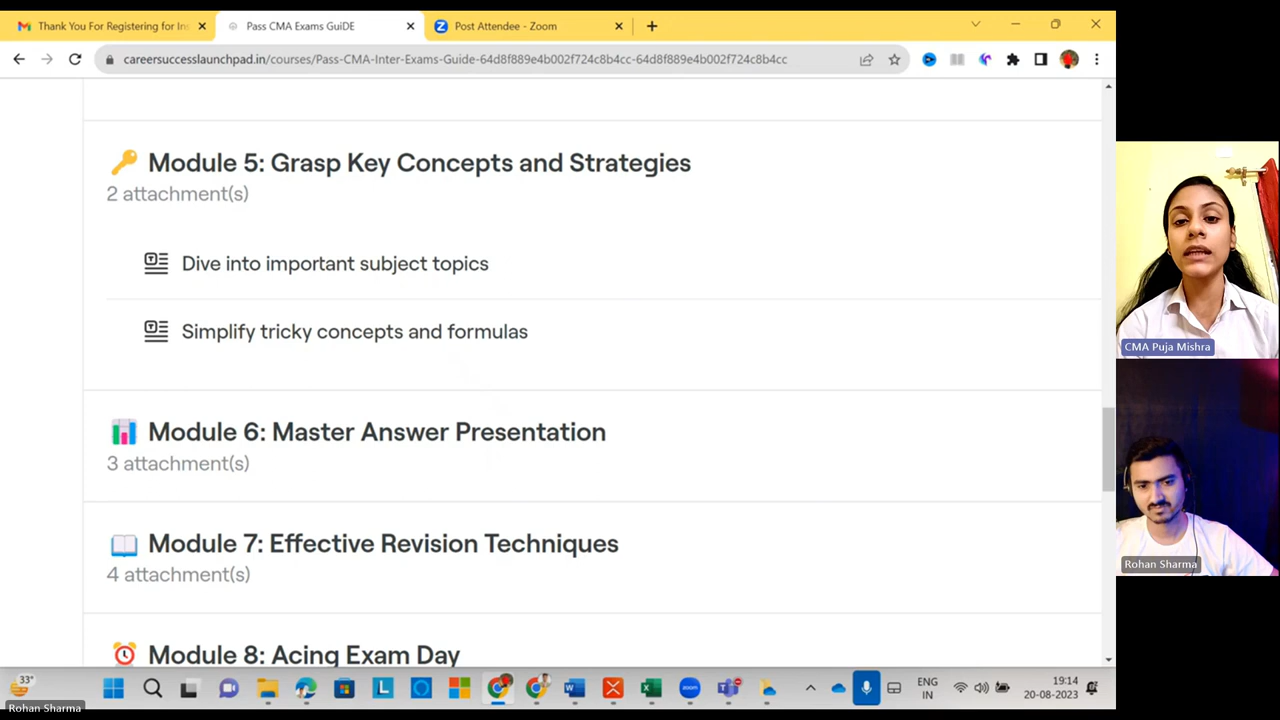 Thank You For Registering for Ins
Pass CMA Exams GuiDE
Post Attendee - Zoom
careersuccesslaunchpad.in/courses/Pass-CMA-Inter-Exams-Guide-64d8f889e4b002f724c8b4cc-64d8f889e4b002f724c8b4cc
Module 5: Grasp Key Concepts and Strategies
2 attachment(s)
Dive into important subject topics
Simplify tricky concepts and formulas
Module 6: Master Answer Presentation
3 attachment(s)
Module 7: Effective Revision Techniques
4 attachment(s)
Module 8: Acing Exam Day
CMA Puja Mishra
Rohan Sharma
33°
zoom
ENG
IN
19:14
20-08-2023
Rohan Sharma